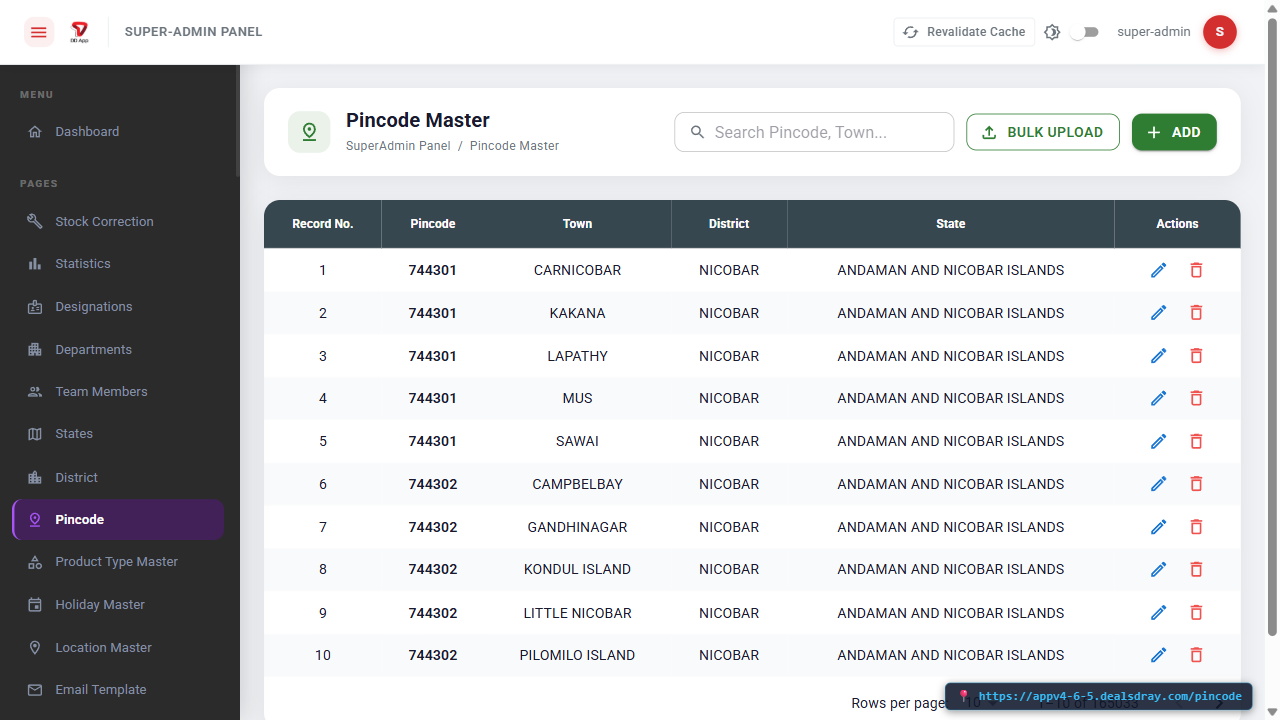 DD App
SUPER-ADMIN PANEL
Revalidate Cache
super-admin
S
MENU
Dashboard
PAGES
Stock Correction
Statistics
Designations
Departments
Team Members
States
District
Pincode
Product Type Master
Holiday Master
Location Master
Email Template
Pincode Master
SuperAdmin Panel / Pincode Master
Search Pincode, Town...
BULK UPLOAD
ADD
Record No. Pincode Town District State Actions
1 744301 CARNICOBAR NICOBAR ANDAMAN AND NICOBAR ISLANDS
2 744301 KAKANA NICOBAR ANDAMAN AND NICOBAR ISLANDS
3 744301 LAPATHY NICOBAR ANDAMAN AND NICOBAR ISLANDS
4 744301 MUS NICOBAR ANDAMAN AND NICOBAR ISLANDS
5 744301 SAWAI NICOBAR ANDAMAN AND NICOBAR ISLANDS
6 744302 CAMPBELBAY NICOBAR ANDAMAN AND NICOBAR ISLANDS
7 744302 GANDHINAGAR NICOBAR ANDAMAN AND NICOBAR ISLANDS
8 744302 KONDUL ISLAND NICOBAR ANDAMAN AND NICOBAR ISLANDS
9 744302 LITTLE NICOBAR NICOBAR ANDAMAN AND NICOBAR ISLANDS
10 744302 PILOMILO ISLAND NICOBAR ANDAMAN AND NICOBAR ISLANDS
Rows per page
https://appv4-6-5.dealsdray.com/pincode